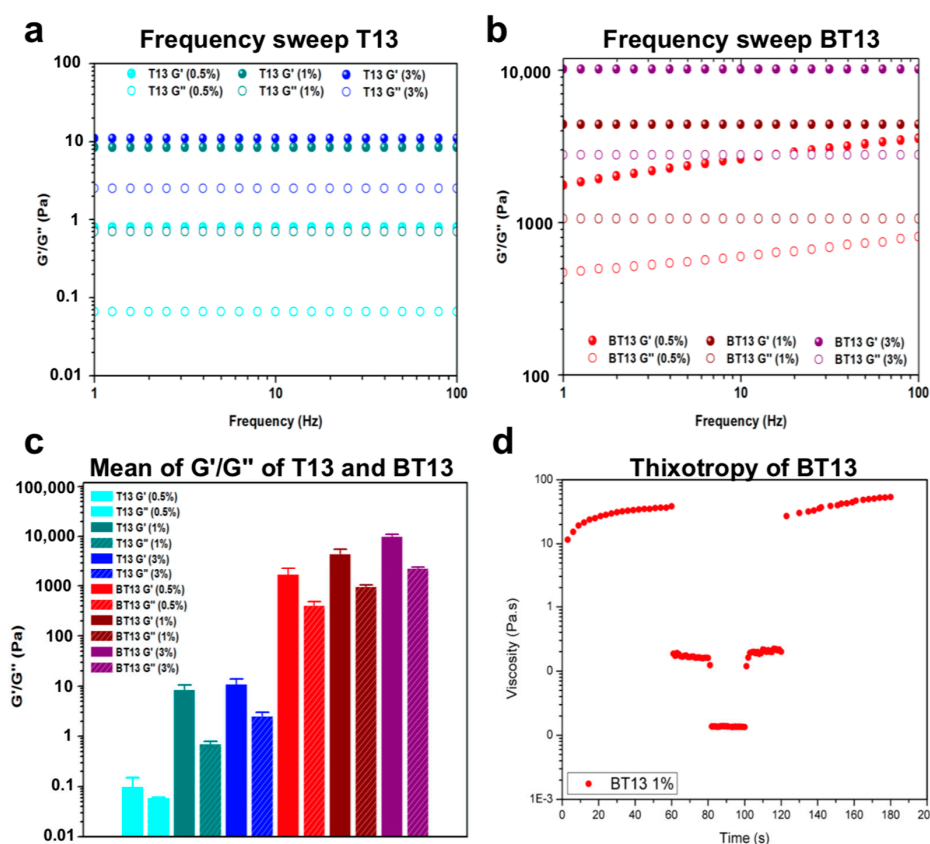 a
Frequency sweep T13
100
10
1
0.1
0.01
G'/G" (Pa)
T13 G' (0.5%) T13 G' (1%) T13 G' (3%)
T13 G" (0.5%) T13 G" (1%) T13 G" (3%)
1 10 100
Frequency (Hz)
b
Frequency sweep BT13
10,000
1000
100
G'/G" (Pa)
BT13 G' (0.5%) BT13 G' (1%) BT13 G' (3%)
BT13 G" (0.5%) BT13 G" (1%) BT13 G" (3%)
1 10 100
Frequency (Hz)
c
Mean of G'/G" of T13 and BT13
100,000
10,000
1000
100
10
1
0.1
0.01
G'/G" (Pa)
T13 G' (0.5%)
T13 G" (0.5%)
T13 G' (1%)
T13 G" (1%)
T13 G' (3%)
T13 G" (3%)
BT13 G' (0.5%)
BT13 G" (0.5%)
BT13 G' (1%)
BT13 G" (1%)
BT13 G' (3%)
BT13 G" (3%)
d
Thixotropy of BT13
100
10
1
0
0
1E-3
Viscosity (Pa.s)
BT13 1%
0 20 40 60 80 100 120 140 160 180 200
Time (s)